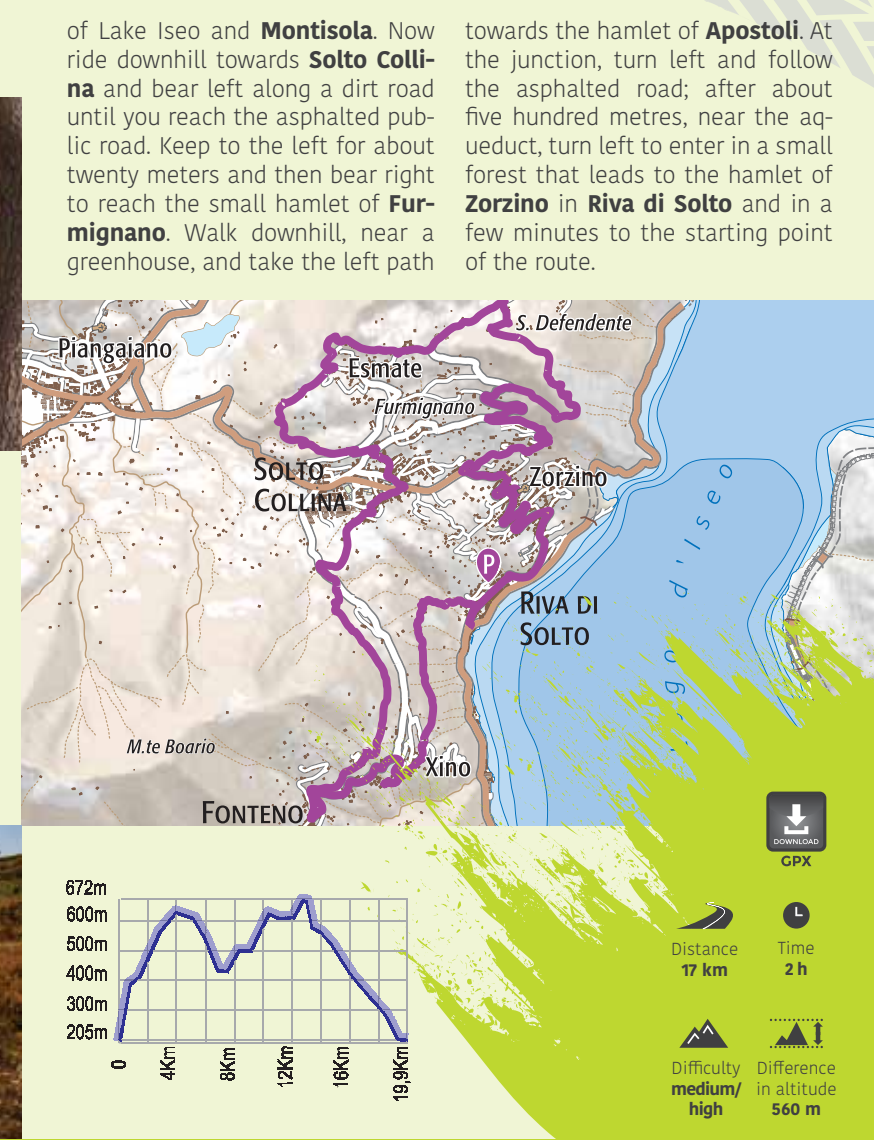 of Lake Iseo and Montisola. Now
ride downhill towards Solto Colli-
na and bear left along a dirt road
until you reach the asphalted pub-
lic road. Keep to the left for about
twenty meters and then bear right
to reach the small hamlet of Fur-
mignano. Walk downhill, near a
greenhouse, and take the left path
towards the hamlet of Apostoli. At
the junction, turn left and follow
the asphalted road; after about
five hundred metres, near the aq-
ueduct, turn left to enter in a small
forest that leads to the hamlet of
Zorzino in Riva di Solto and in a
few minutes to the starting point
of the route.
S. Defendente
Piangaiano
Esmate
Furmignano
SOLTO
COLLINA
Zorzino
P
RIVA DI
SOLTO
d'Iseo
M.te Boario
Xino
FONTENO
DOWNLOAD
GPX
672m
600m
500m
400m
300m
205m
0
4Km
8Km
12Km
16Km
19,9Km
Distance
17 km
Time
2 h
Difficulty
medium/
high
Difference
in altitude
560 m